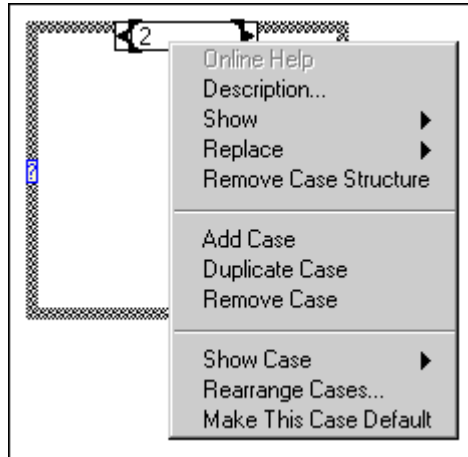 2
Online Help
Description...
Show
Replace
Remove Case Structure
?
Add Case
Duplicate Case
Remove Case
Show Case
Rearrange Cases...
Make This Case Default